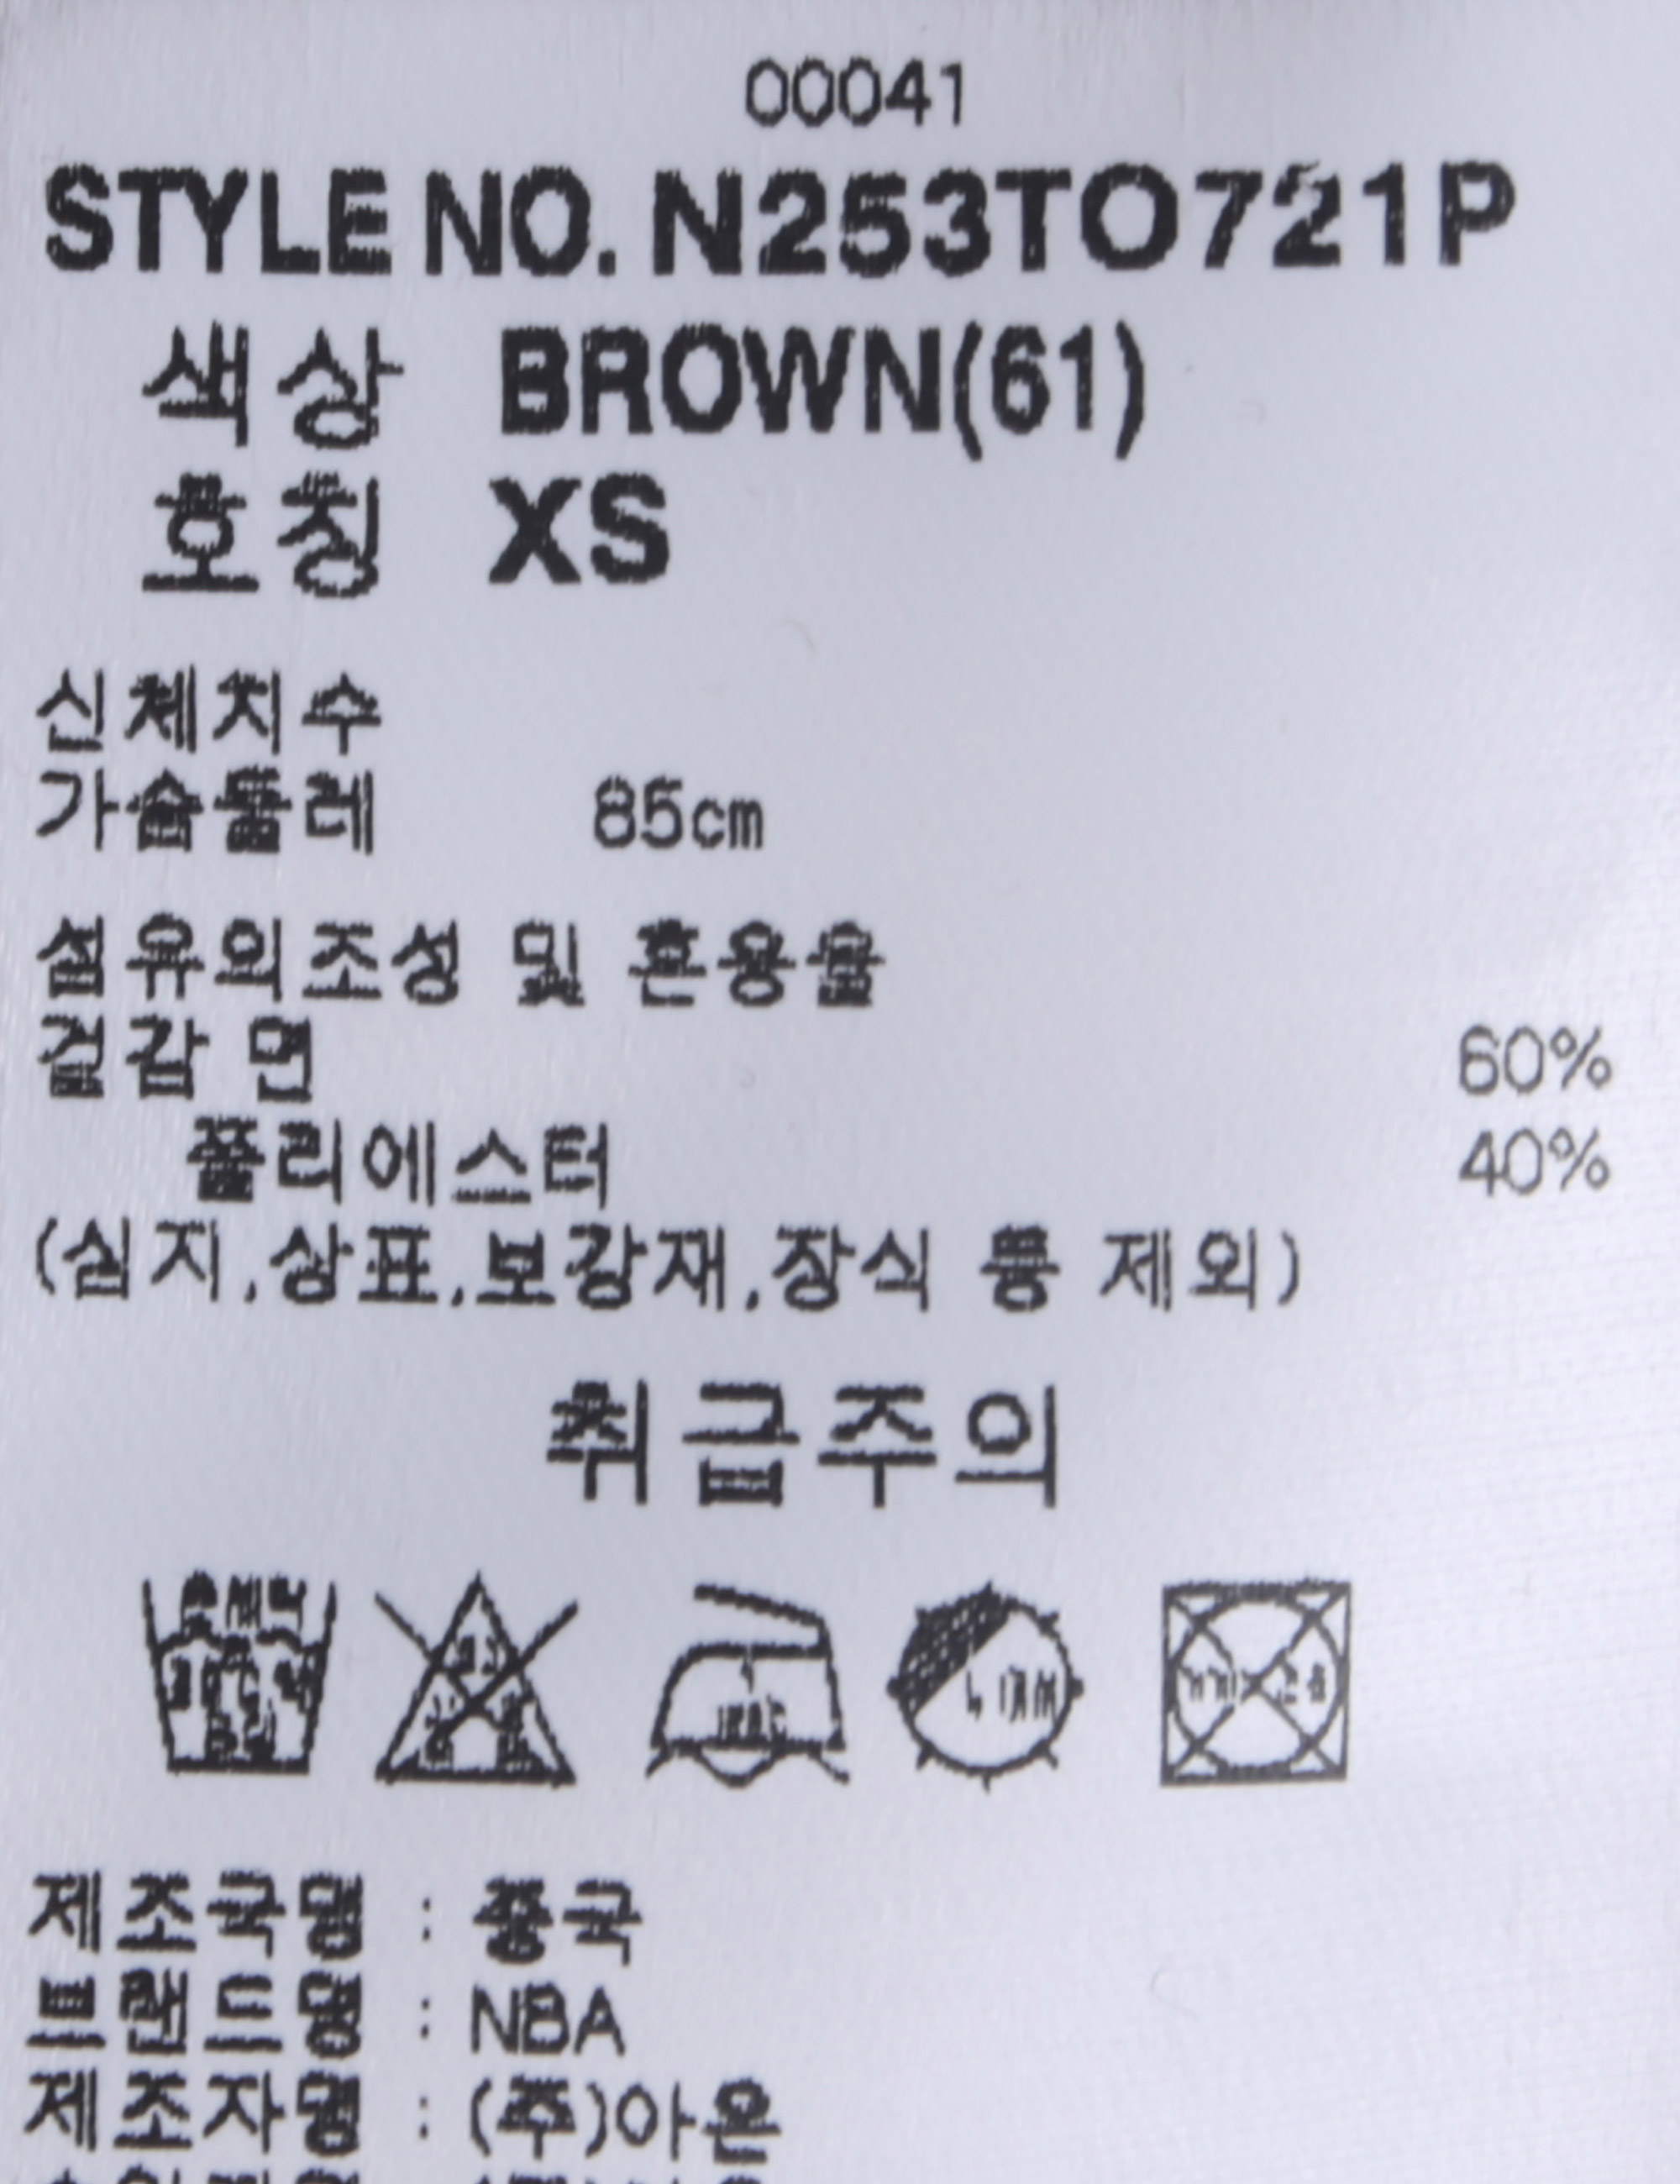 00041
STYLE NO. N253TO721P
색상 BROWN(61)
호칭 XS
신체치수
가슴둘레 85cm
섬유의조성 및 혼용율
겉감 면 60%
폴리에스터 40%
(심지,상표,보강재,장식 등 제외)
취급주의
제조국명 : 중국
브랜드명 : NBA
제조자명 : (주)아온